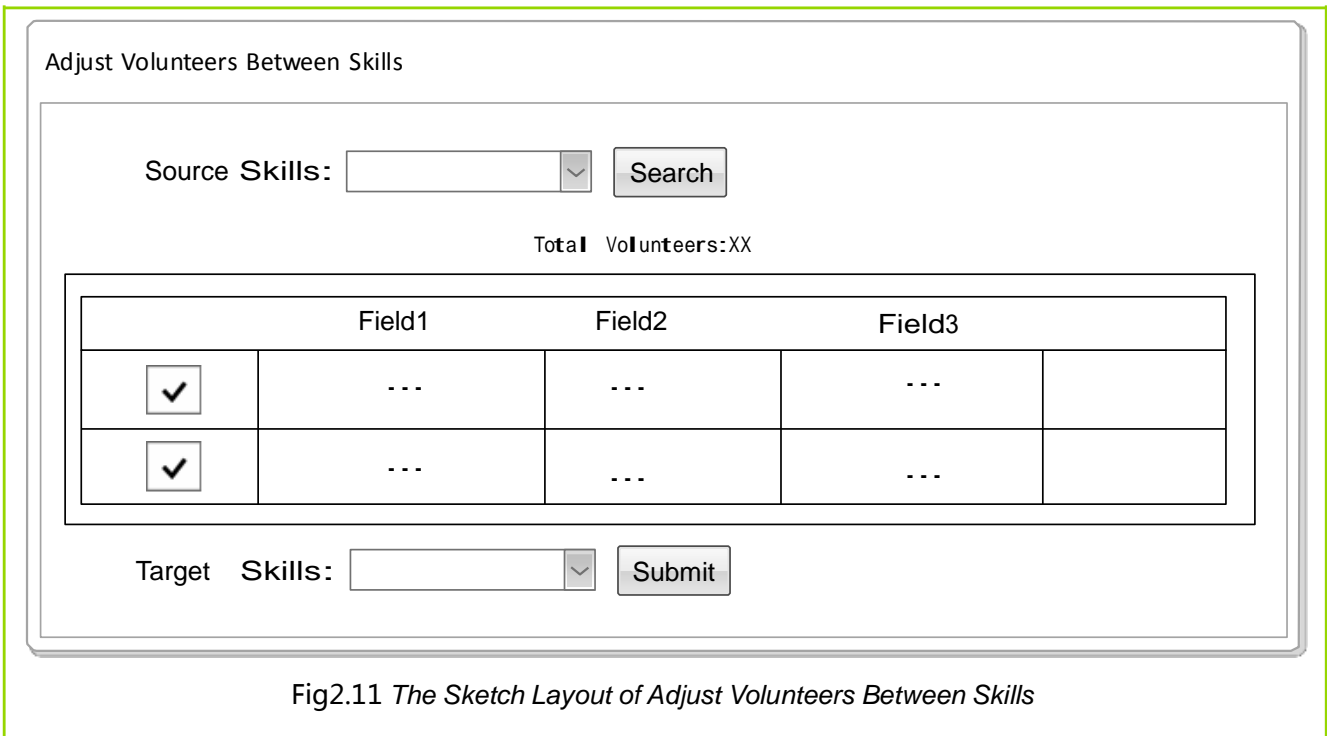 Adjust Volunteers Between Skills
Source Skills: Search
Total Volunteers:XX
Field1 Field2 Field3
--- --- ---
--- --- ---
Target Skills: Submit
Fig2.11 The Sketch Layout of Adjust Volunteers Between Skills